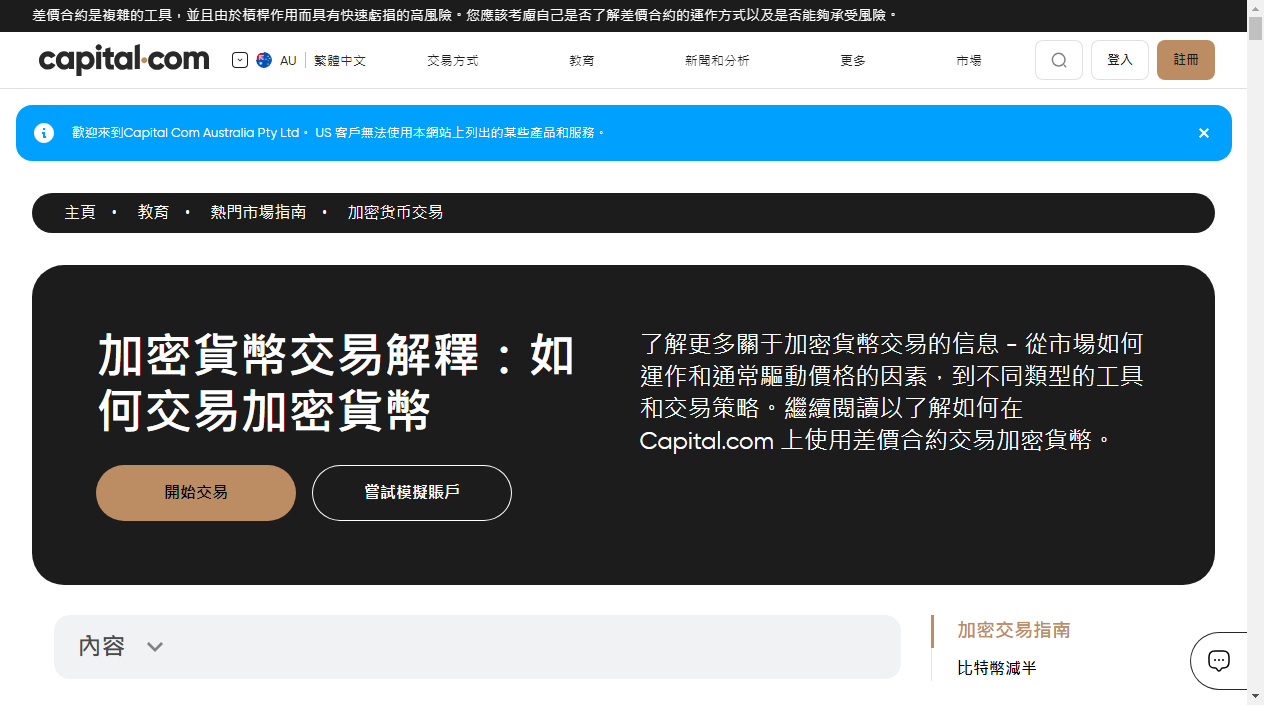 差價合約是複雜的工具，並且由於槓桿作用而具有快速虧損的高風險。您應該考慮自己是否了解差價合約的運作方式以及是否能夠承受風險。
capital.com
AU 繁體中文
交易方式
教育
新聞和分析
更多
市場
登入
註冊
歡迎來到Capital Com Australia Pty Ltd。 US 客戶無法使用本網站上列出的某些產品和服務。
主頁 • 教育 • 熱門市場指南 • 加密货币交易
加密貨幣交易解釋：如
何交易加密貨幣
了解更多關于加密貨幣交易的信息 - 從市場如何
運作和通常驅動價格的因素，到不同類型的工具
和交易策略。繼續閱讀以了解如何在
Capital.com 上使用差價合約交易加密貨幣。
開始交易
嘗試模擬賬戶
內容
加密交易指南
比特幣減半